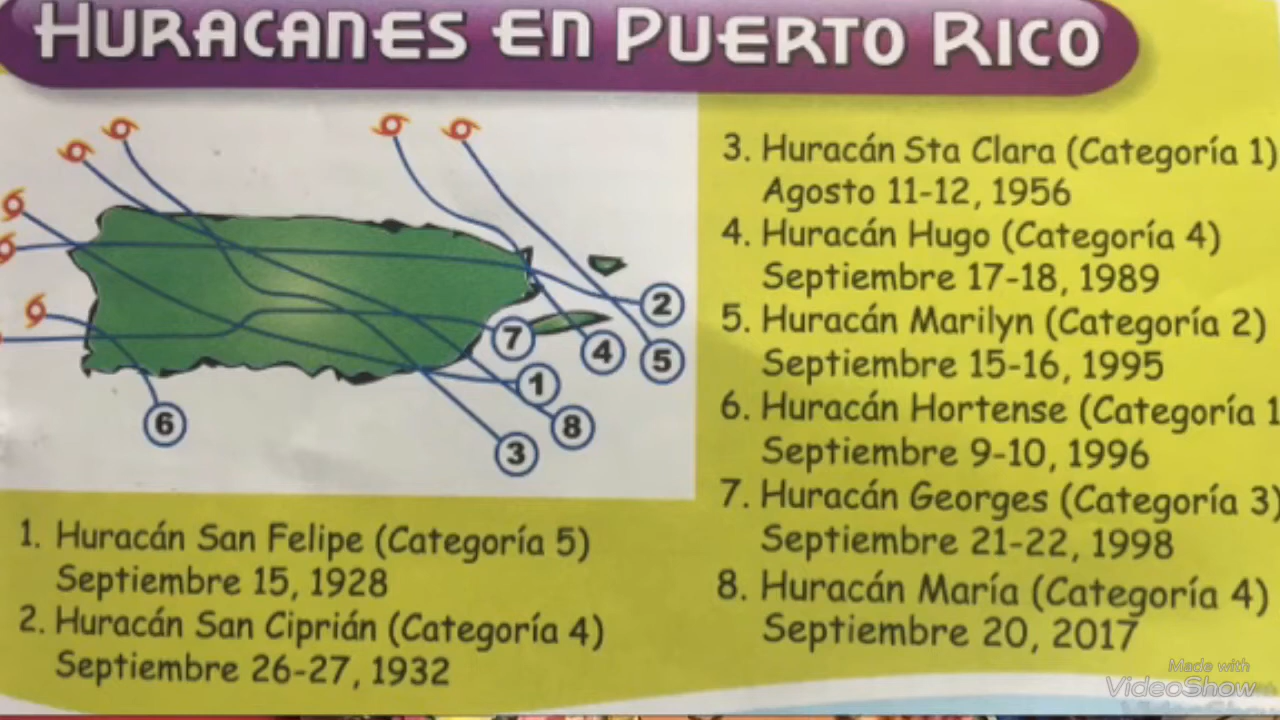 HURACANES EN PUERTO RICO
2
7
4
5
1
6
8
3
1. Huracán San Felipe (Categoría 5)
Septiembre 15, 1928
2. Huracán San Ciprián (Categoría 4)
Septiembre 26-27, 1932
3. Huracán Sta Clara (Categoría 1)
Agosto 11-12, 1956
4. Huracán Hugo (Categoría 4)
Septiembre 17-18, 1989
5. Huracán Marilyn (Categoría 2)
Septiembre 15-16, 1995
6. Huracán Hortense (Categoría 1
Septiembre 9-10, 1996
7. Huracán Georges (Categoría 3)
Septiembre 21-22, 1998
8. Huracán María (Categoría 4)
Septiembre 20, 2017
Made with
VideoShow